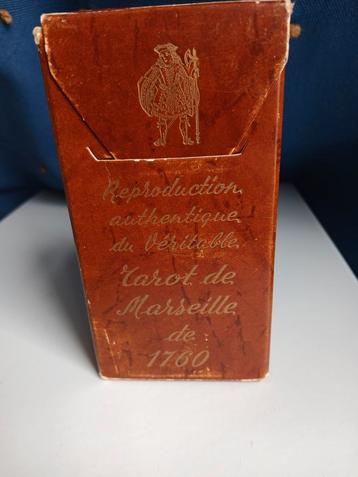 Reproduction
authentique
du Véritable
Tarot de
Marseille
de
1760